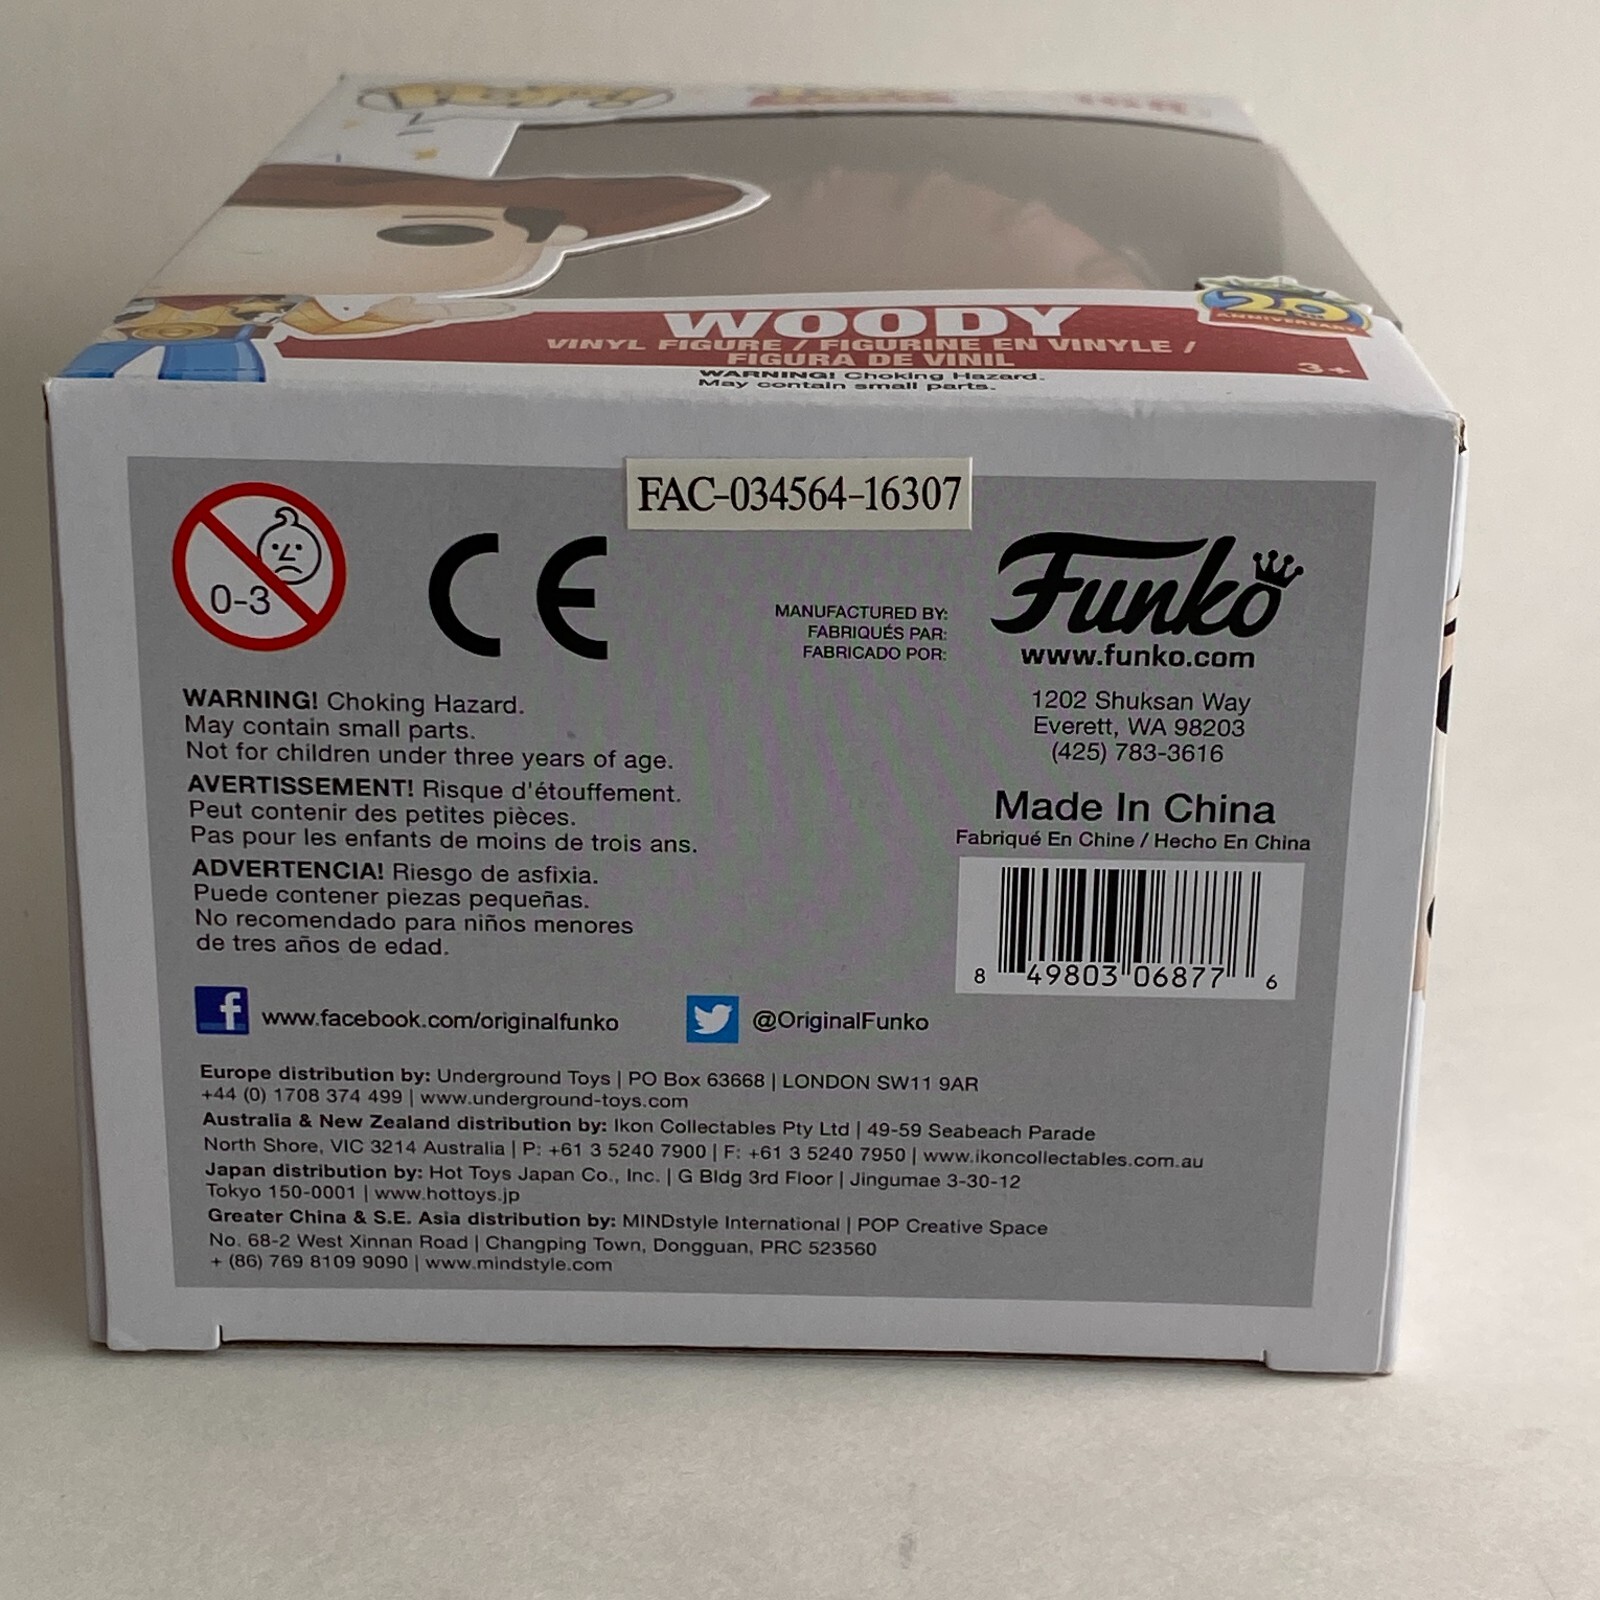 WOODY
VINYL FIGURE / FIGURINE EN VINYLE /
FIGURA DE VINIL
20
ANNIVERSARY
3+
WARNING! Choking Hazard.
May contain small parts.
FAC-034564-16307
0-3
CE
MANUFACTURED BY:
FABRIQUÉS PAR:
FABRICADO POR:
Funko
www.funko.com
1202 Shuksan Way
Everett, WA 98203
(425) 783-3616
Made In China
Fabriqué En Chine / Hecho En China
8 49803 06877 6
WARNING! Choking Hazard.
May contain small parts.
Not for children under three years of age.
AVERTISSEMENT! Risque d'étouffement.
Peut contenir des petites pièces.
Pas pour les enfants de moins de trois ans.
ADVERTENCIA! Riesgo de asfixia.
Puede contener piezas pequeñas.
No recomendado para niños menores
de tres años de edad.
f www.facebook.com/originalfunko
@OriginalFunko
Europe distribution by: Underground Toys | PO Box 63668 | LONDON SW11 9AR
+44 (0) 1708 374 499 | www.underground-toys.com
Australia & New Zealand distribution by: Ikon Collectables Pty Ltd | 49-59 Seabeach Parade
North Shore, VIC 3214 Australia | P: +61 3 5240 7900 | F: +61 3 5240 7950 | www.ikoncollectables.com.au
Japan distribution by: Hot Toys Japan Co., Inc. | G Bldg 3rd Floor | Jingumae 3-30-12
Tokyo 150-0001 | www.hottoys.jp
Greater China & S.E. Asia distribution by: MINDstyle International | POP Creative Space
No. 68-2 West Xinnan Road | Changping Town, Dongguan, PRC 523560
+ (86) 769 8109 9090 | www.mindstyle.com